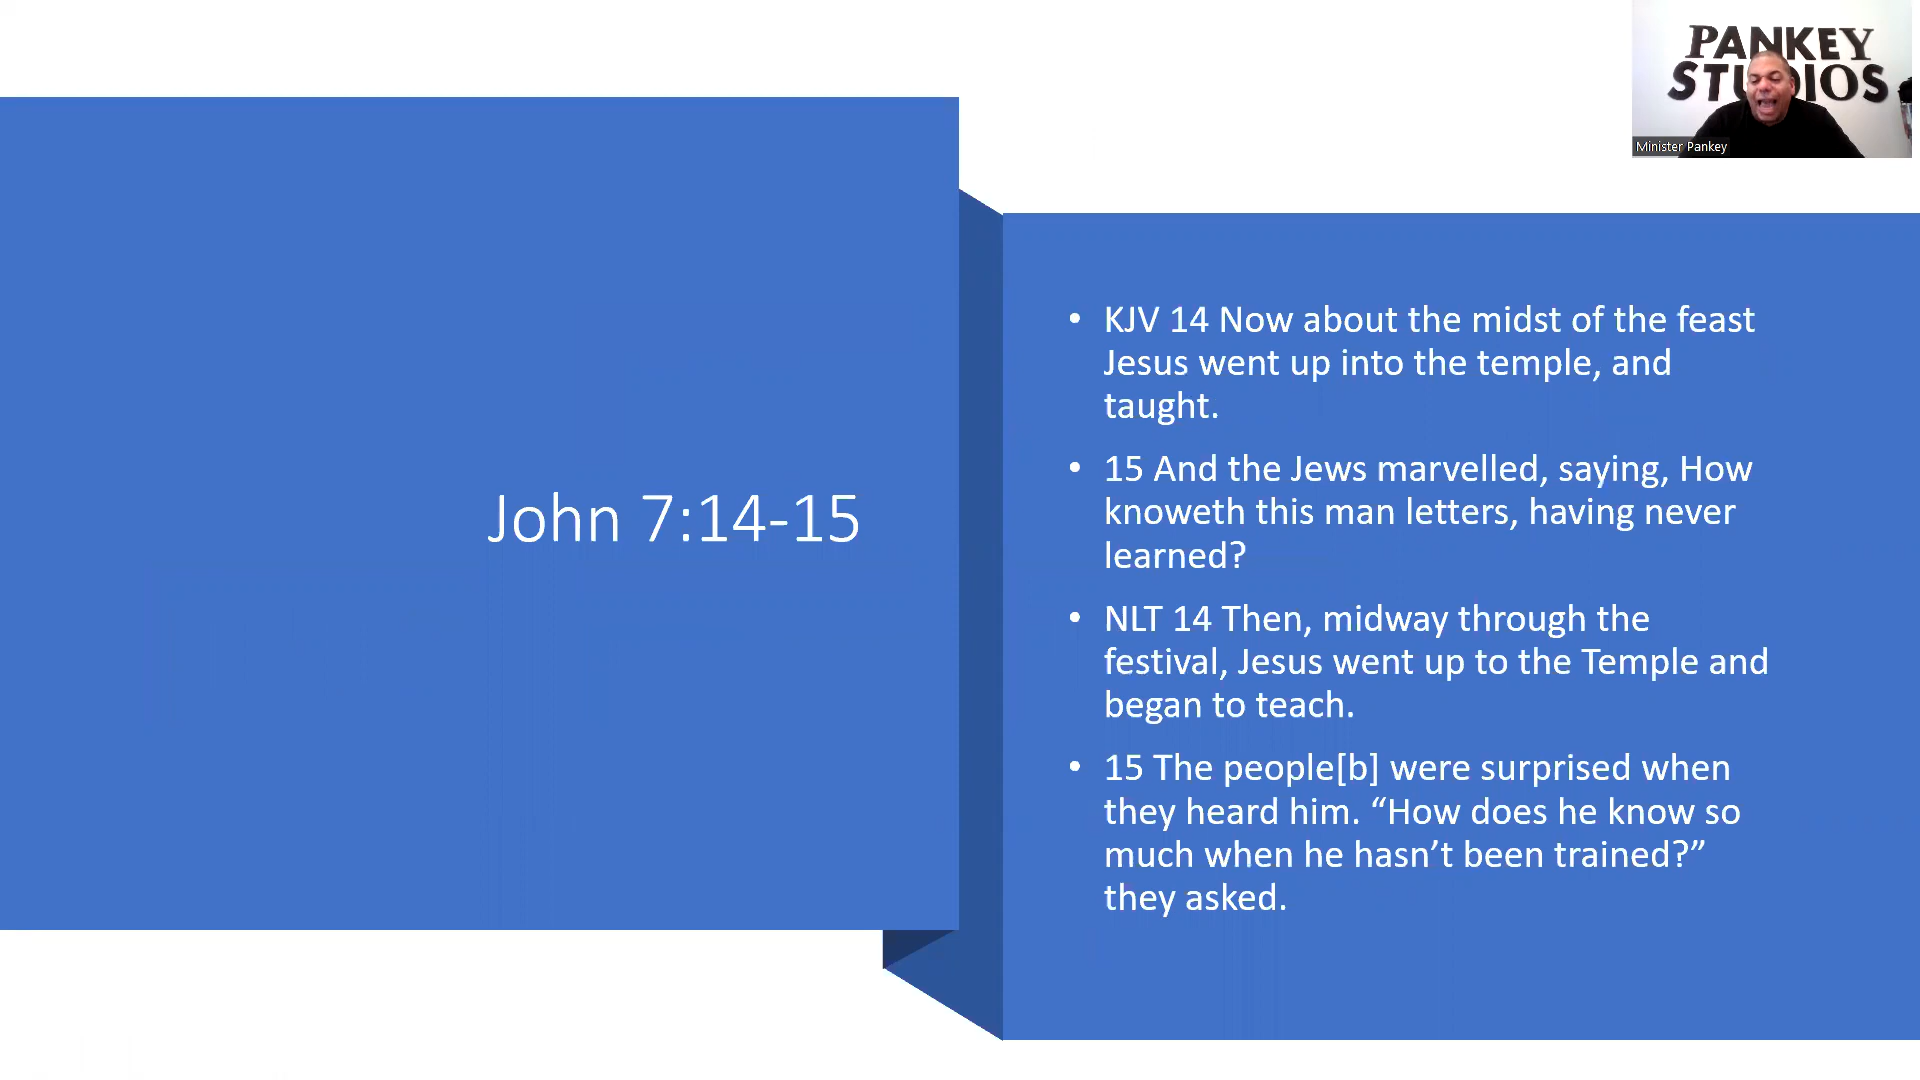 PANKEY
STUDIOS
Minister Pankey
John 7:14-15
• KJV 14 Now about the midst of the feast
Jesus went up into the temple, and
taught.
• 15 And the Jews marvelled, saying, How
knoweth this man letters, having never
learned?
• NLT 14 Then, midway through the
festival, Jesus went up to the Temple and
began to teach.
• 15 The people[b] were surprised when
they heard him. “How does he know so
much when he hasn’t been trained?”
they asked.